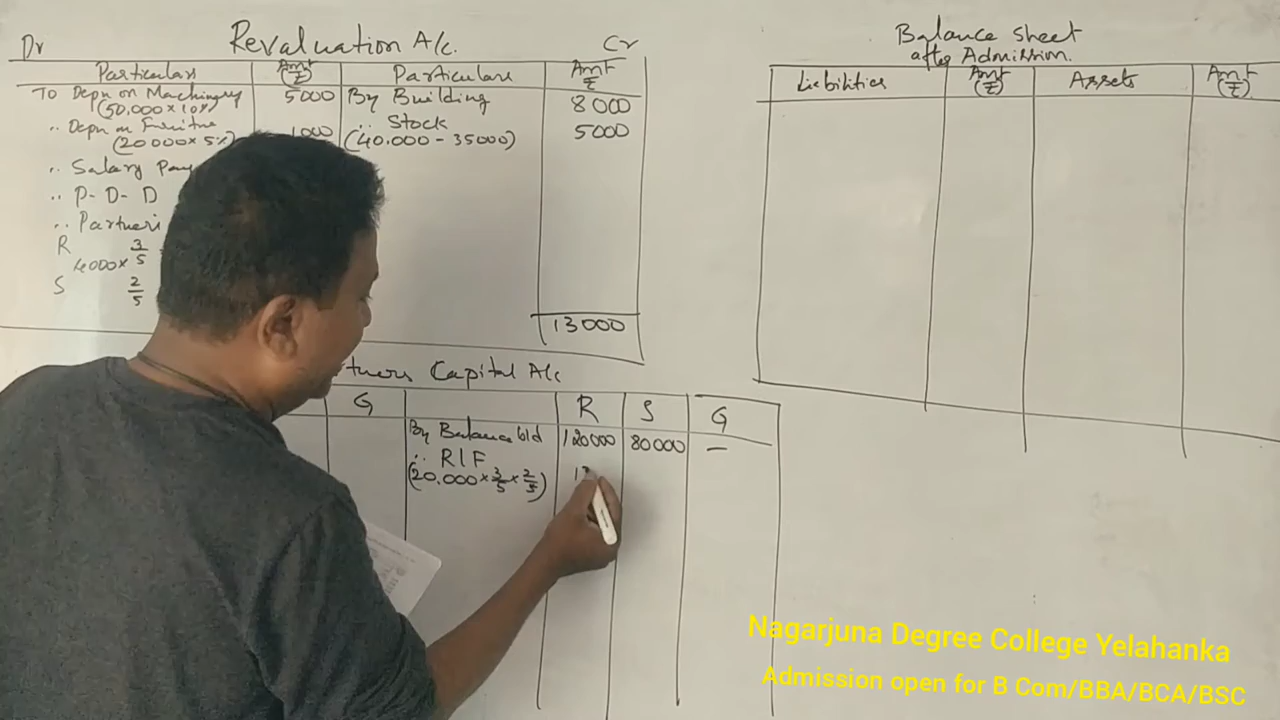 Dr Revaluation A/c. Cr
Particulars Amt (₹) Particulars Amt ₹
To Depn on Machinery 5000 By Building 8000
(50,000 × 10%)
.. Depn on Furnitre 1000 .. Stock 5000
(20000 × 5% (40.000 - 35000)
.. Salary Pay
.. P- D- D
.. Partners
R 3/5
4000 ×
S 2/5
13000
tners Capital A/c
G R S G
By Balance b/d 120000 80000 —
.. R/F
(20.000 × 3/5 × 2/5)
Balance Sheet
after Admission.
Liabilities Amt (₹) Assets Amt (₹)
Nagarjuna Degree College Yelahanka
Admission open for B Com/BBA/BCA/BSC